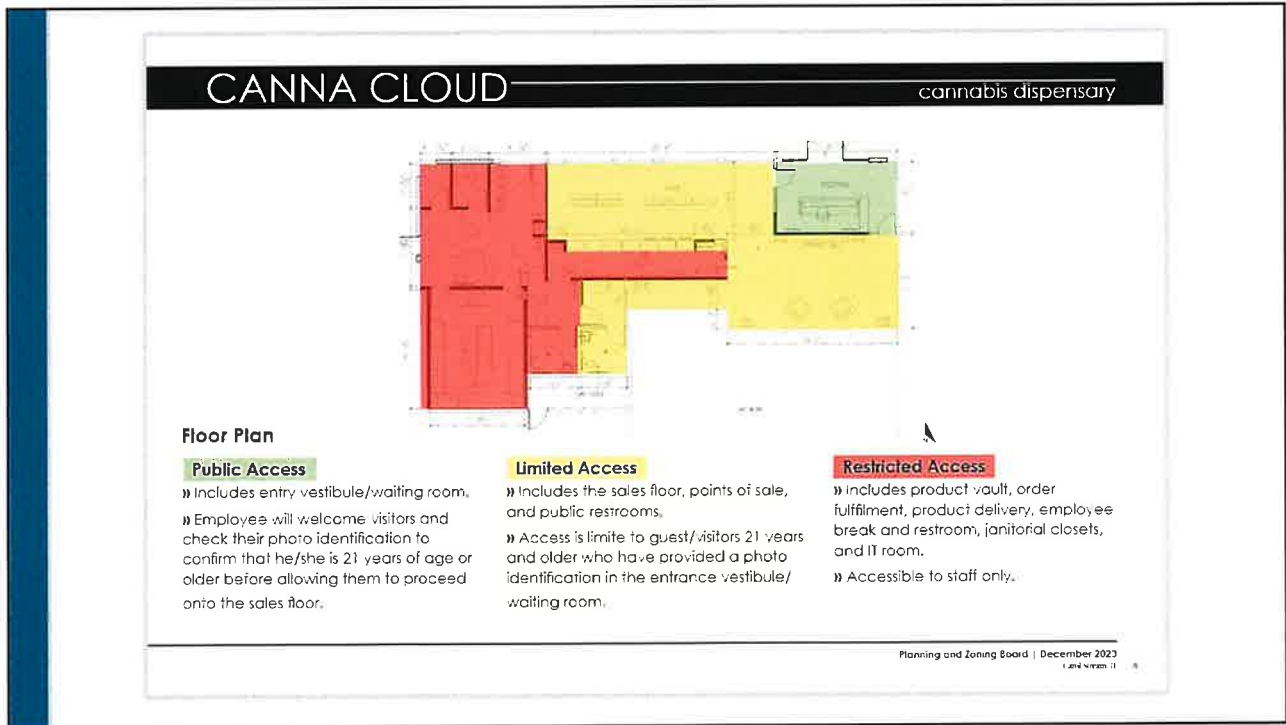 CANNA CLOUD
cannabis dispensary
Floor Plan
Public Access
» Includes entry vestibule/waiting room.
» Employee will welcome visitors and
check their photo identification to
confirm that he/she is 21 years of age or
older before allowing them to proceed
onto the sales floor.
Limited Access
» Includes the sales floor, points of sale,
and public restrooms.
» Access is limite to guest/visitors 21 years
and older who have provided a photo
identification in the entrance vestibule/
waiting room.
Restricted Access
» Includes product vault, order
fulfilment, product delivery, employee
break and restroom, janitorial closets,
and IT room.
» Accessible to staff only.
Planning and Zoning Board | December 2023